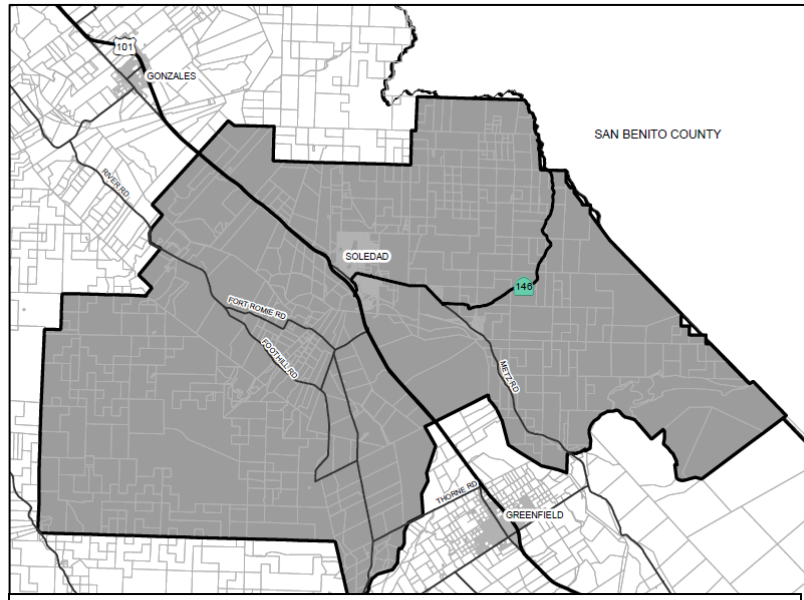 101
GONZALES
SAN BENITO COUNTY
RIVER RD
SOLEDAD
146
FORT ROMIE RD
FOOTHILL RD
METZ RD
THORNE RD
GREENFIELD